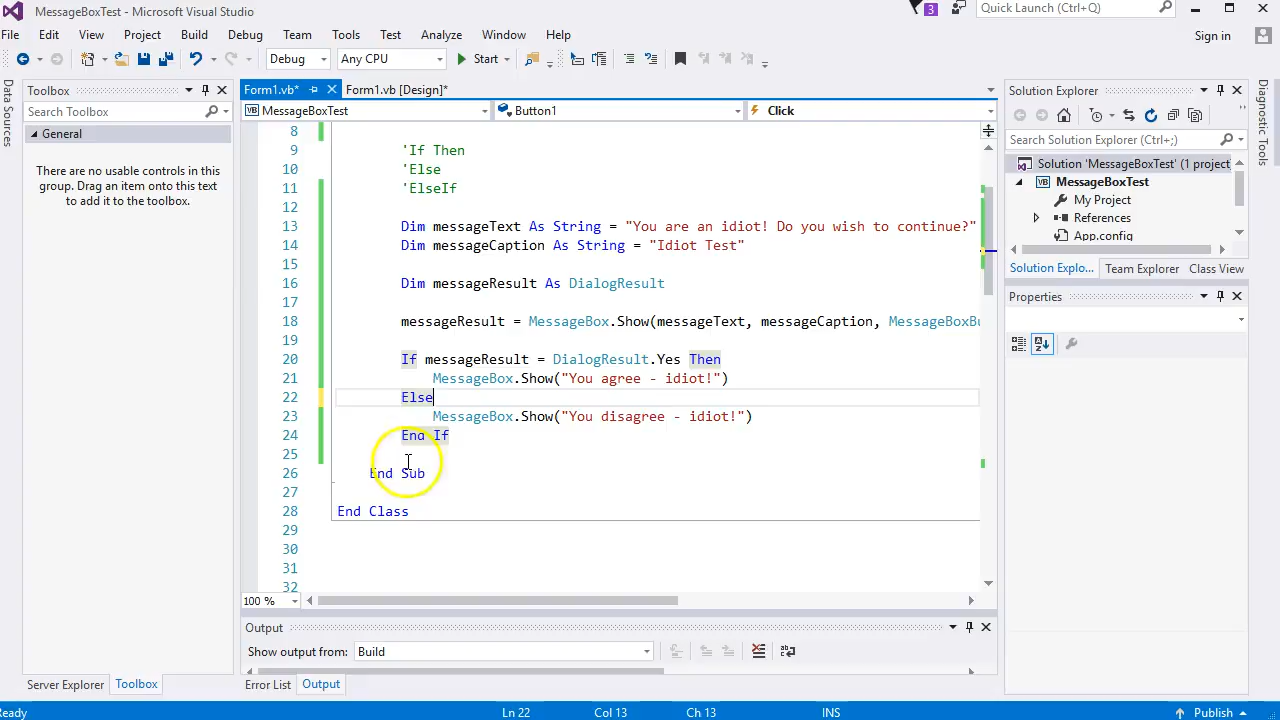 MessageBoxTest - Microsoft Visual Studio
3
Quick Launch (Ctrl+Q)
File Edit View Project Build Debug Team Tools Test Analyze Window Help
Sign in
Debug Any CPU Start
Data Sources
Toolbox
Search Toolbox
General
There are no usable controls in this
group. Drag an item onto this text
to add it to the toolbox.
Form1.vb* Form1.vb [Design]*
MessageBoxTest Button1 Click
8
9 'If Then
10 'Else
11 'ElseIf
12
13 Dim messageText As String = "You are an idiot! Do you wish to continue?"
14 Dim messageCaption As String = "Idiot Test"
15
16 Dim messageResult As DialogResult
17
18 messageResult = MessageBox.Show(messageText, messageCaption, MessageBoxBu
19
20 If messageResult = DialogResult.Yes Then
21 MessageBox.Show("You agree - idiot!")
22 Else
23 MessageBox.Show("You disagree - idiot!")
24 End If
25
26 End Sub
27
28 End Class
29
30
31
32
100 %
Output
Show output from: Build
Server Explorer Toolbox
Error List Output
Solution Explorer
Search Solution Explorer (Ctrl+;)
Solution 'MessageBoxTest' (1 project
MessageBoxTest
My Project
References
App.config
Solution Explo... Team Explorer Class View
Properties
Diagnostic Tools
Ready Ln 22 Col 13 Ch 13 INS Publish